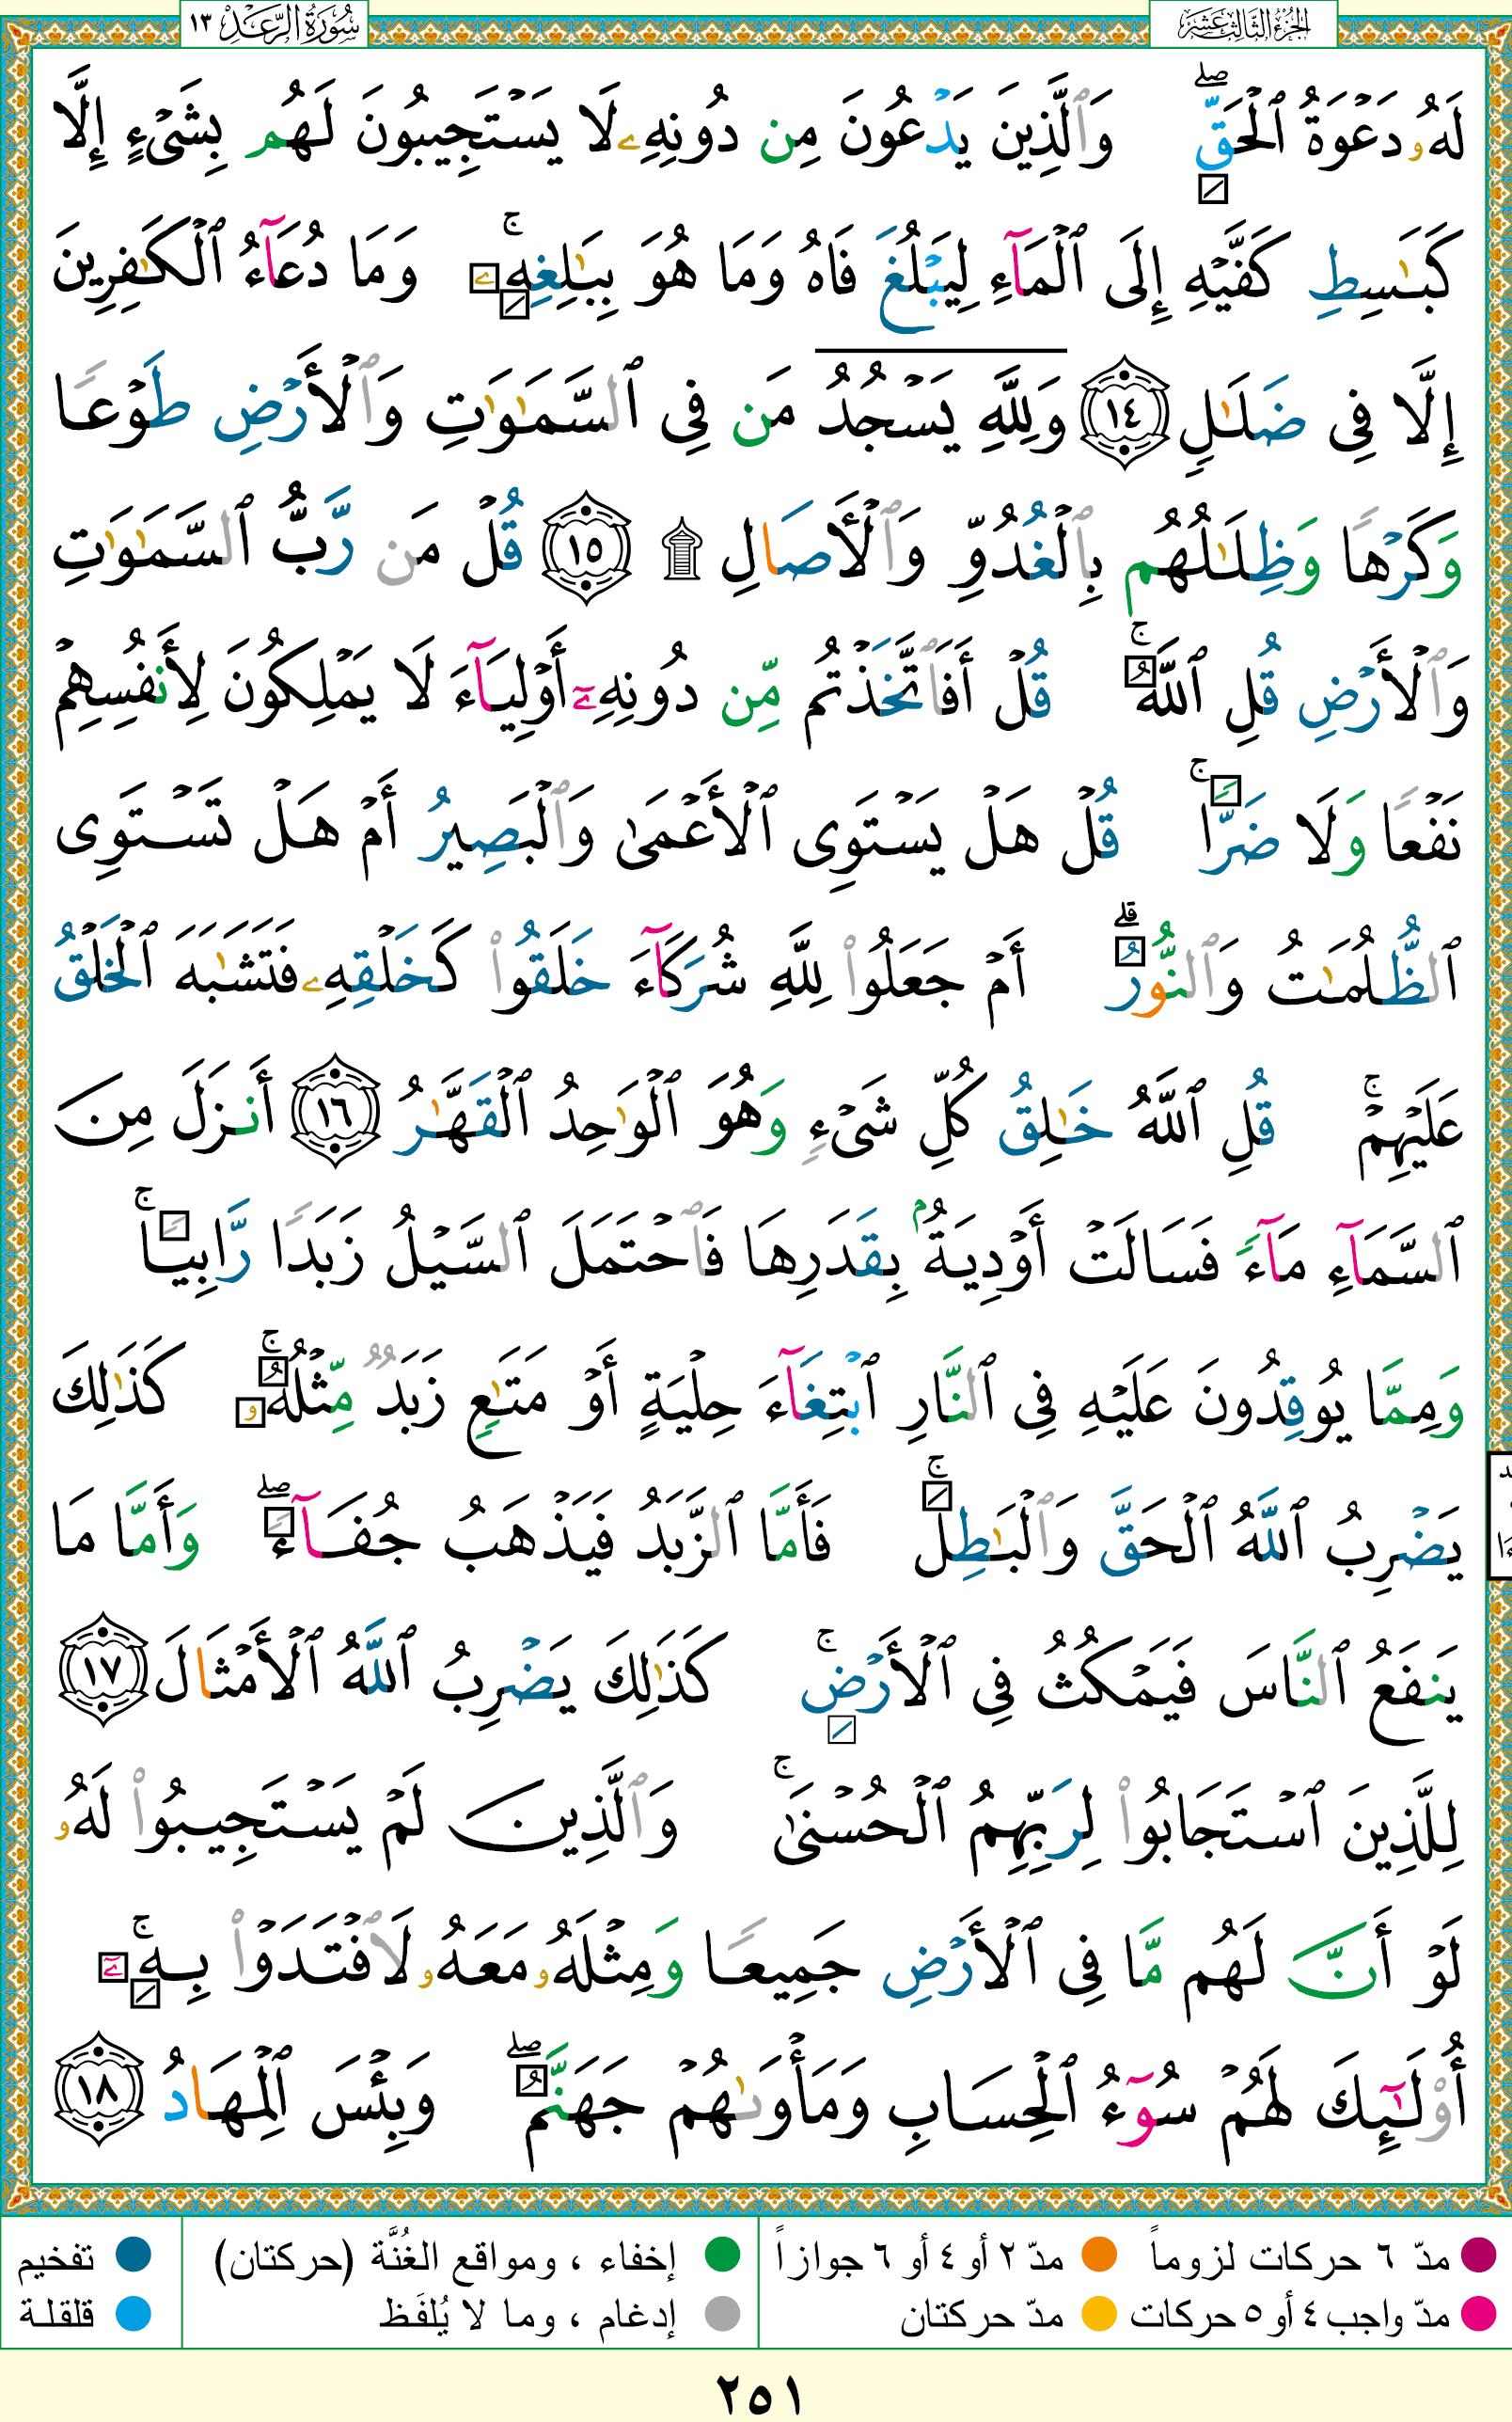 الجزء الثالث عشر
سورة الرعد ١٣
لَهُۥ دَعْوَةُ ٱلْحَقِّ ۖ وَٱلَّذِينَ يَدْعُونَ مِن دُونِهِۦ لَا يَسْتَجِيبُونَ لَهُم بِشَىْءٍ إِلَّا
كَبَـٰسِطِ كَفَّيْهِ إِلَى ٱلْمَآءِ لِيَبْلُغَ فَاهُ وَمَا هُوَ بِبَـٰلِغِهِۦ ۚ وَمَا دُعَآءُ ٱلْكَـٰفِرِينَ
إِلَّا فِى ضَلَـٰلٍ ١٤ وَلِلَّهِ يَسْجُدُ مَن فِى ٱلسَّمَـٰوَٰتِ وَٱلْأَرْضِ طَوْعًا
وَكَرْهًا وَظِلَـٰلُهُم بِٱلْغُدُوِّ وَٱلْأَصَالِ ۩ ١٥ قُلْ مَن رَّبُّ ٱلسَّمَـٰوَٰتِ
وَٱلْأَرْضِ قُلِ ٱللَّهُ ۚ قُلْ أَفَٱتَّخَذْتُم مِّن دُونِهِۦٓ أَوْلِيَآءَ لَا يَمْلِكُونَ لِأَنفُسِهِمْ
نَفْعًا وَلَا ضَرًّا ۚ قُلْ هَلْ يَسْتَوِى ٱلْأَعْمَىٰ وَٱلْبَصِيرُ أَمْ هَلْ تَسْتَوِى
ٱلظُّلُمَـٰتُ وَٱلنُّورُ ۗ أَمْ جَعَلُوا۟ لِلَّهِ شُرَكَآءَ خَلَقُوا۟ كَخَلْقِهِۦ فَتَشَـٰبَهَ ٱلْخَلْقُ
عَلَيْهِمْ ۚ قُلِ ٱللَّهُ خَـٰلِقُ كُلِّ شَىْءٍ وَهُوَ ٱلْوَٰحِدُ ٱلْقَهَّـٰرُ ١٦ أَنزَلَ مِنَ
ٱلسَّمَآءِ مَآءً فَسَالَتْ أَوْدِيَةٌۢ بِقَدَرِهَا فَٱحْتَمَلَ ٱلسَّيْلُ زَبَدًا رَّابِيًا ۚ
وَمِمَّا يُوقِدُونَ عَلَيْهِ فِى ٱلنَّارِ ٱبْتِغَآءَ حِلْيَةٍ أَوْ مَتَـٰعٍ زَبَدٌ مِّثْلُهُۥ ۚ كَذَٰلِكَ
يَضْرِبُ ٱللَّهُ ٱلْحَقَّ وَٱلْبَـٰطِلَ ۚ فَأَمَّا ٱلزَّبَدُ فَيَذْهَبُ جُفَآءً ۖ وَأَمَّا مَا
يَنفَعُ ٱلنَّاسَ فَيَمْكُثُ فِى ٱلْأَرْضِ ۚ كَذَٰلِكَ يَضْرِبُ ٱللَّهُ ٱلْأَمْثَالَ ١٧
لِلَّذِينَ ٱسْتَجَابُوا۟ لِرَبِّهِمُ ٱلْحُسْنَىٰ ۚ وَٱلَّذِينَ لَمْ يَسْتَجِيبُوا۟ لَهُۥ
لَوْ أَنَّ لَهُم مَّا فِى ٱلْأَرْضِ جَمِيعًا وَمِثْلَهُۥ مَعَهُۥ لَٱفْتَدَوْا۟ بِهِۦٓ ۚ
أُو۟لَـٰٓئِكَ لَهُمْ سُوٓءُ ٱلْحِسَابِ وَمَأْوَىٰهُمْ جَهَنَّمُ ۖ وَبِئْسَ ٱلْمِهَادُ ١٨
مدّ ٦ حركات لزوماً مدّ ٢ أو ٤ أو ٦ جوازاً إخفاء ، ومواقع الغُنَّة (حركتان) تفخيم
مدّ واجب ٤ أو ٥ حركات مدّ حركتان إدغام ، وما لا يُلفَظ قلقلة
٢٥١